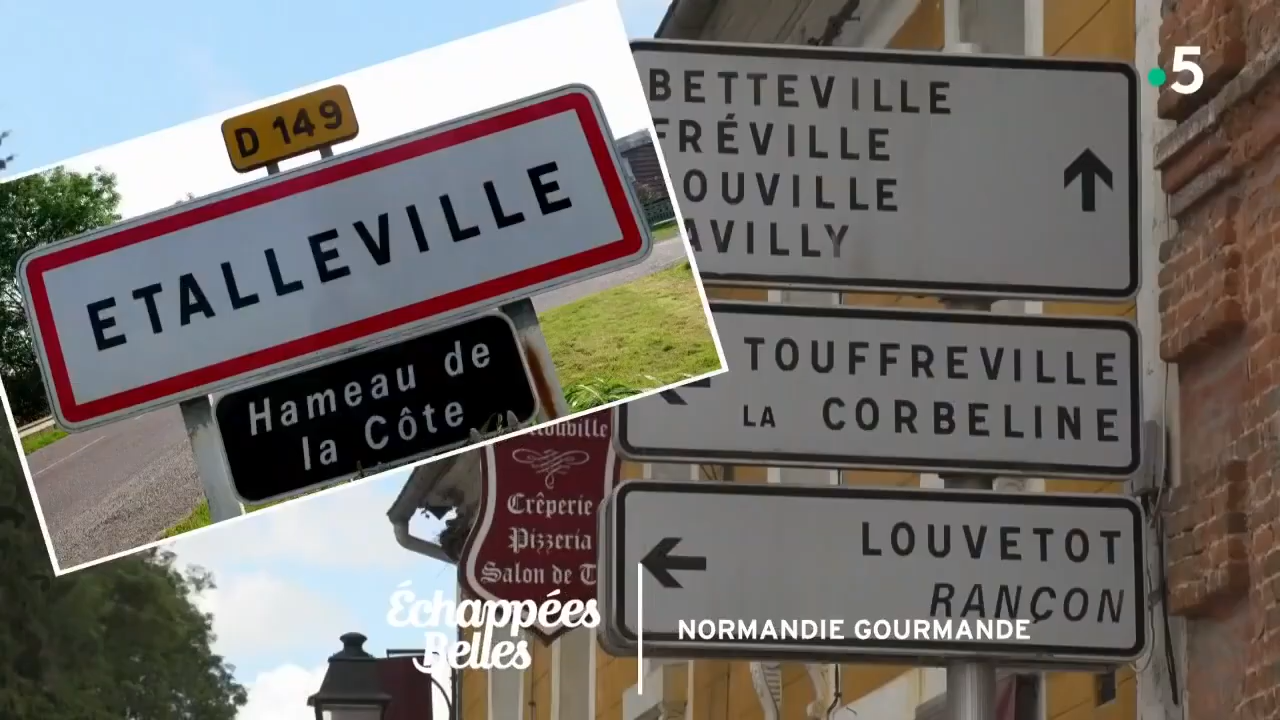 D 149
ETALLEVILLE
Hameau de
la Côte
BETTEVILLE
FRÉVILLE
OUVILLE
AVILLY
TOUFFREVILLE
LA CORBELINE
Crêperie
Pizzeria
Salon de T
LOUVETOT
RANÇON
5
Échappées
Belles
NORMANDIE GOURMANDE